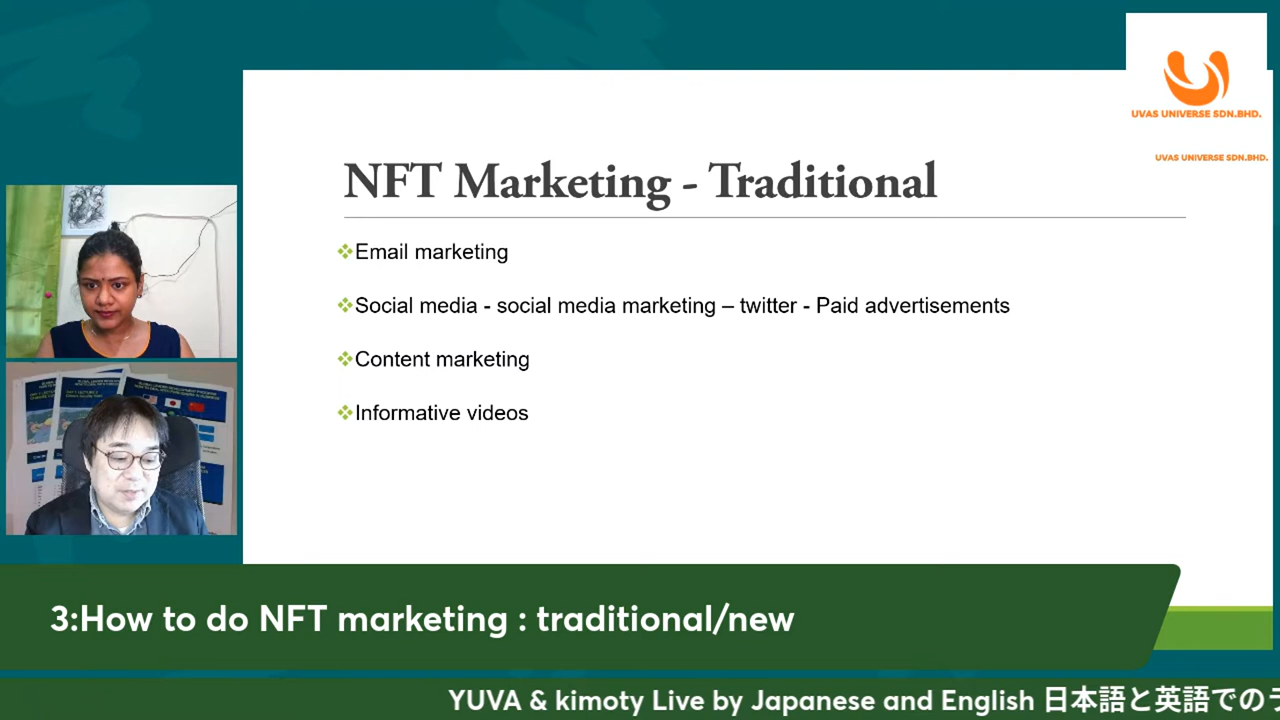 UVAS UNIVERSE SDN.BHD.
UVAS UNIVERSE SDN.BHD.
NFT Marketing - Traditional
Email marketing
Social media - social media marketing – twitter - Paid advertisements
Content marketing
Informative videos
3:How to do NFT marketing : traditional/new
YUVA & kimoty Live by Japanese and English 日本語と英語での